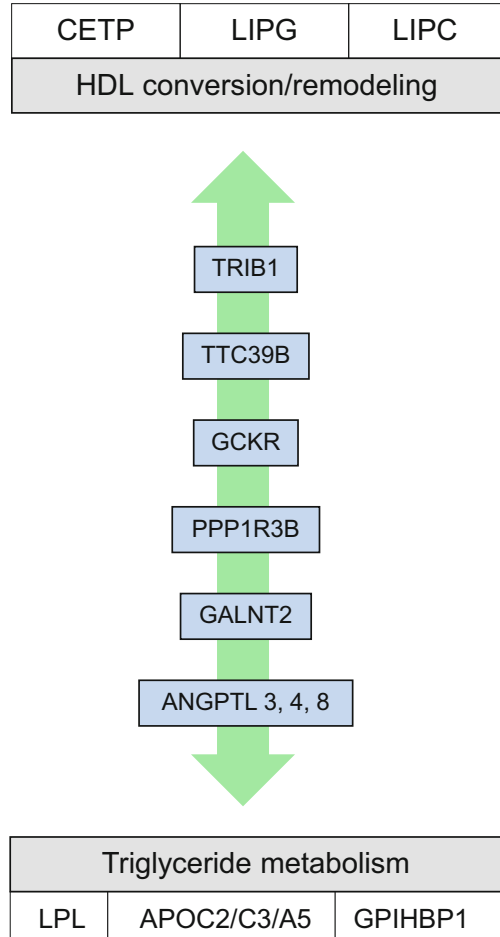 CETP LIPG LIPC
HDL conversion/remodeling
TRIB1
TTC39B
GCKR
PPP1R3B
GALNT2
ANGPTL 3, 4, 8
Triglyceride metabolism
LPL APOC2/C3/A5 GPIHBP1